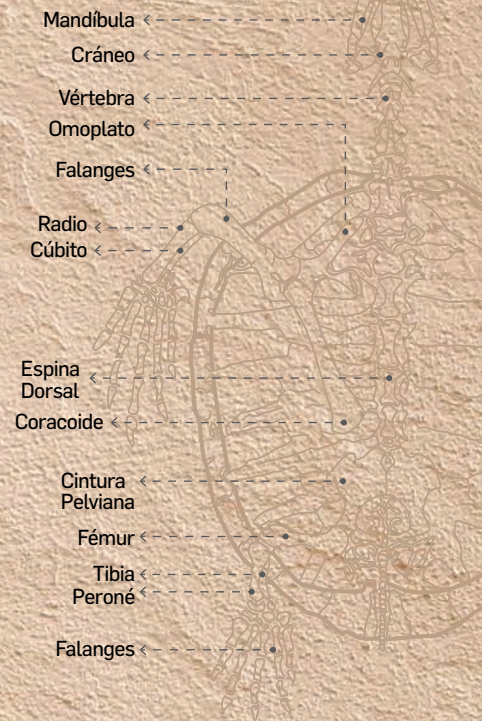 Mandíbula
Cráneo
Vértebra
Omoplato
Falanges
Radio
Cúbito
Espina
Dorsal
Coracoide
Cintura
Pelviana
Fémur
Tibia
Peroné
Falanges